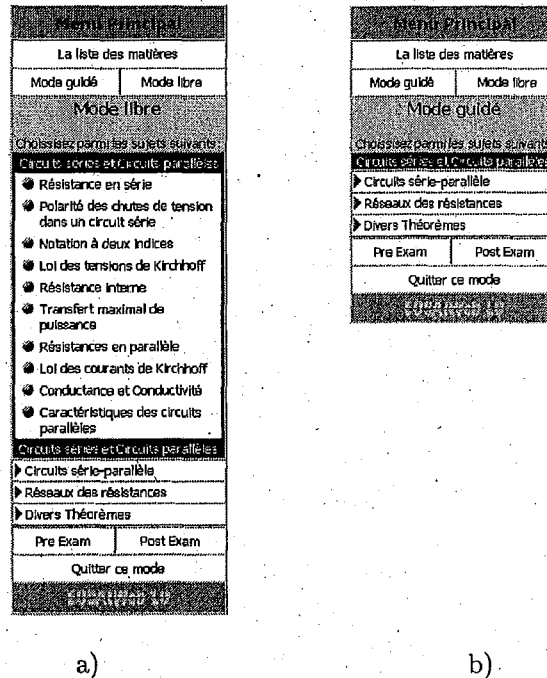 Menu Principal
La liste des matières
Mode guidé
Mode libre
Mode libre
Choisissez parmi les sujets suivants :
Circuits séries et Circuits parallèles
Résistance en série
Polarité des chutes de tension
dans un circuit série
Notation à deux indices
Loi des tensions de Kirchhoff
Résistance interne
Transfert maximal de
puissance
Résistances en parallèle
Loi des courants de Kirchhoff
Conductance et Conductivité
Caractéristiques des circuits
parallèles
Circuits séries et Circuits parallèles
Circuits série-parallèle
Réseaux des résistances
Divers Théorèmes
Pre Exam
Post Exam
Quitter ce mode
a)
Menu Principal
La liste des matières
Mode guidé
Mode libre
Mode guidé
Choisissez parmi les sujets suivants
Circuits séries et Circuits parallèles
Circuits série-parallèle
Réseaux des résistances
Divers Théorèmes
Pre Exam
Post Exam
Quitter ce mode
b)